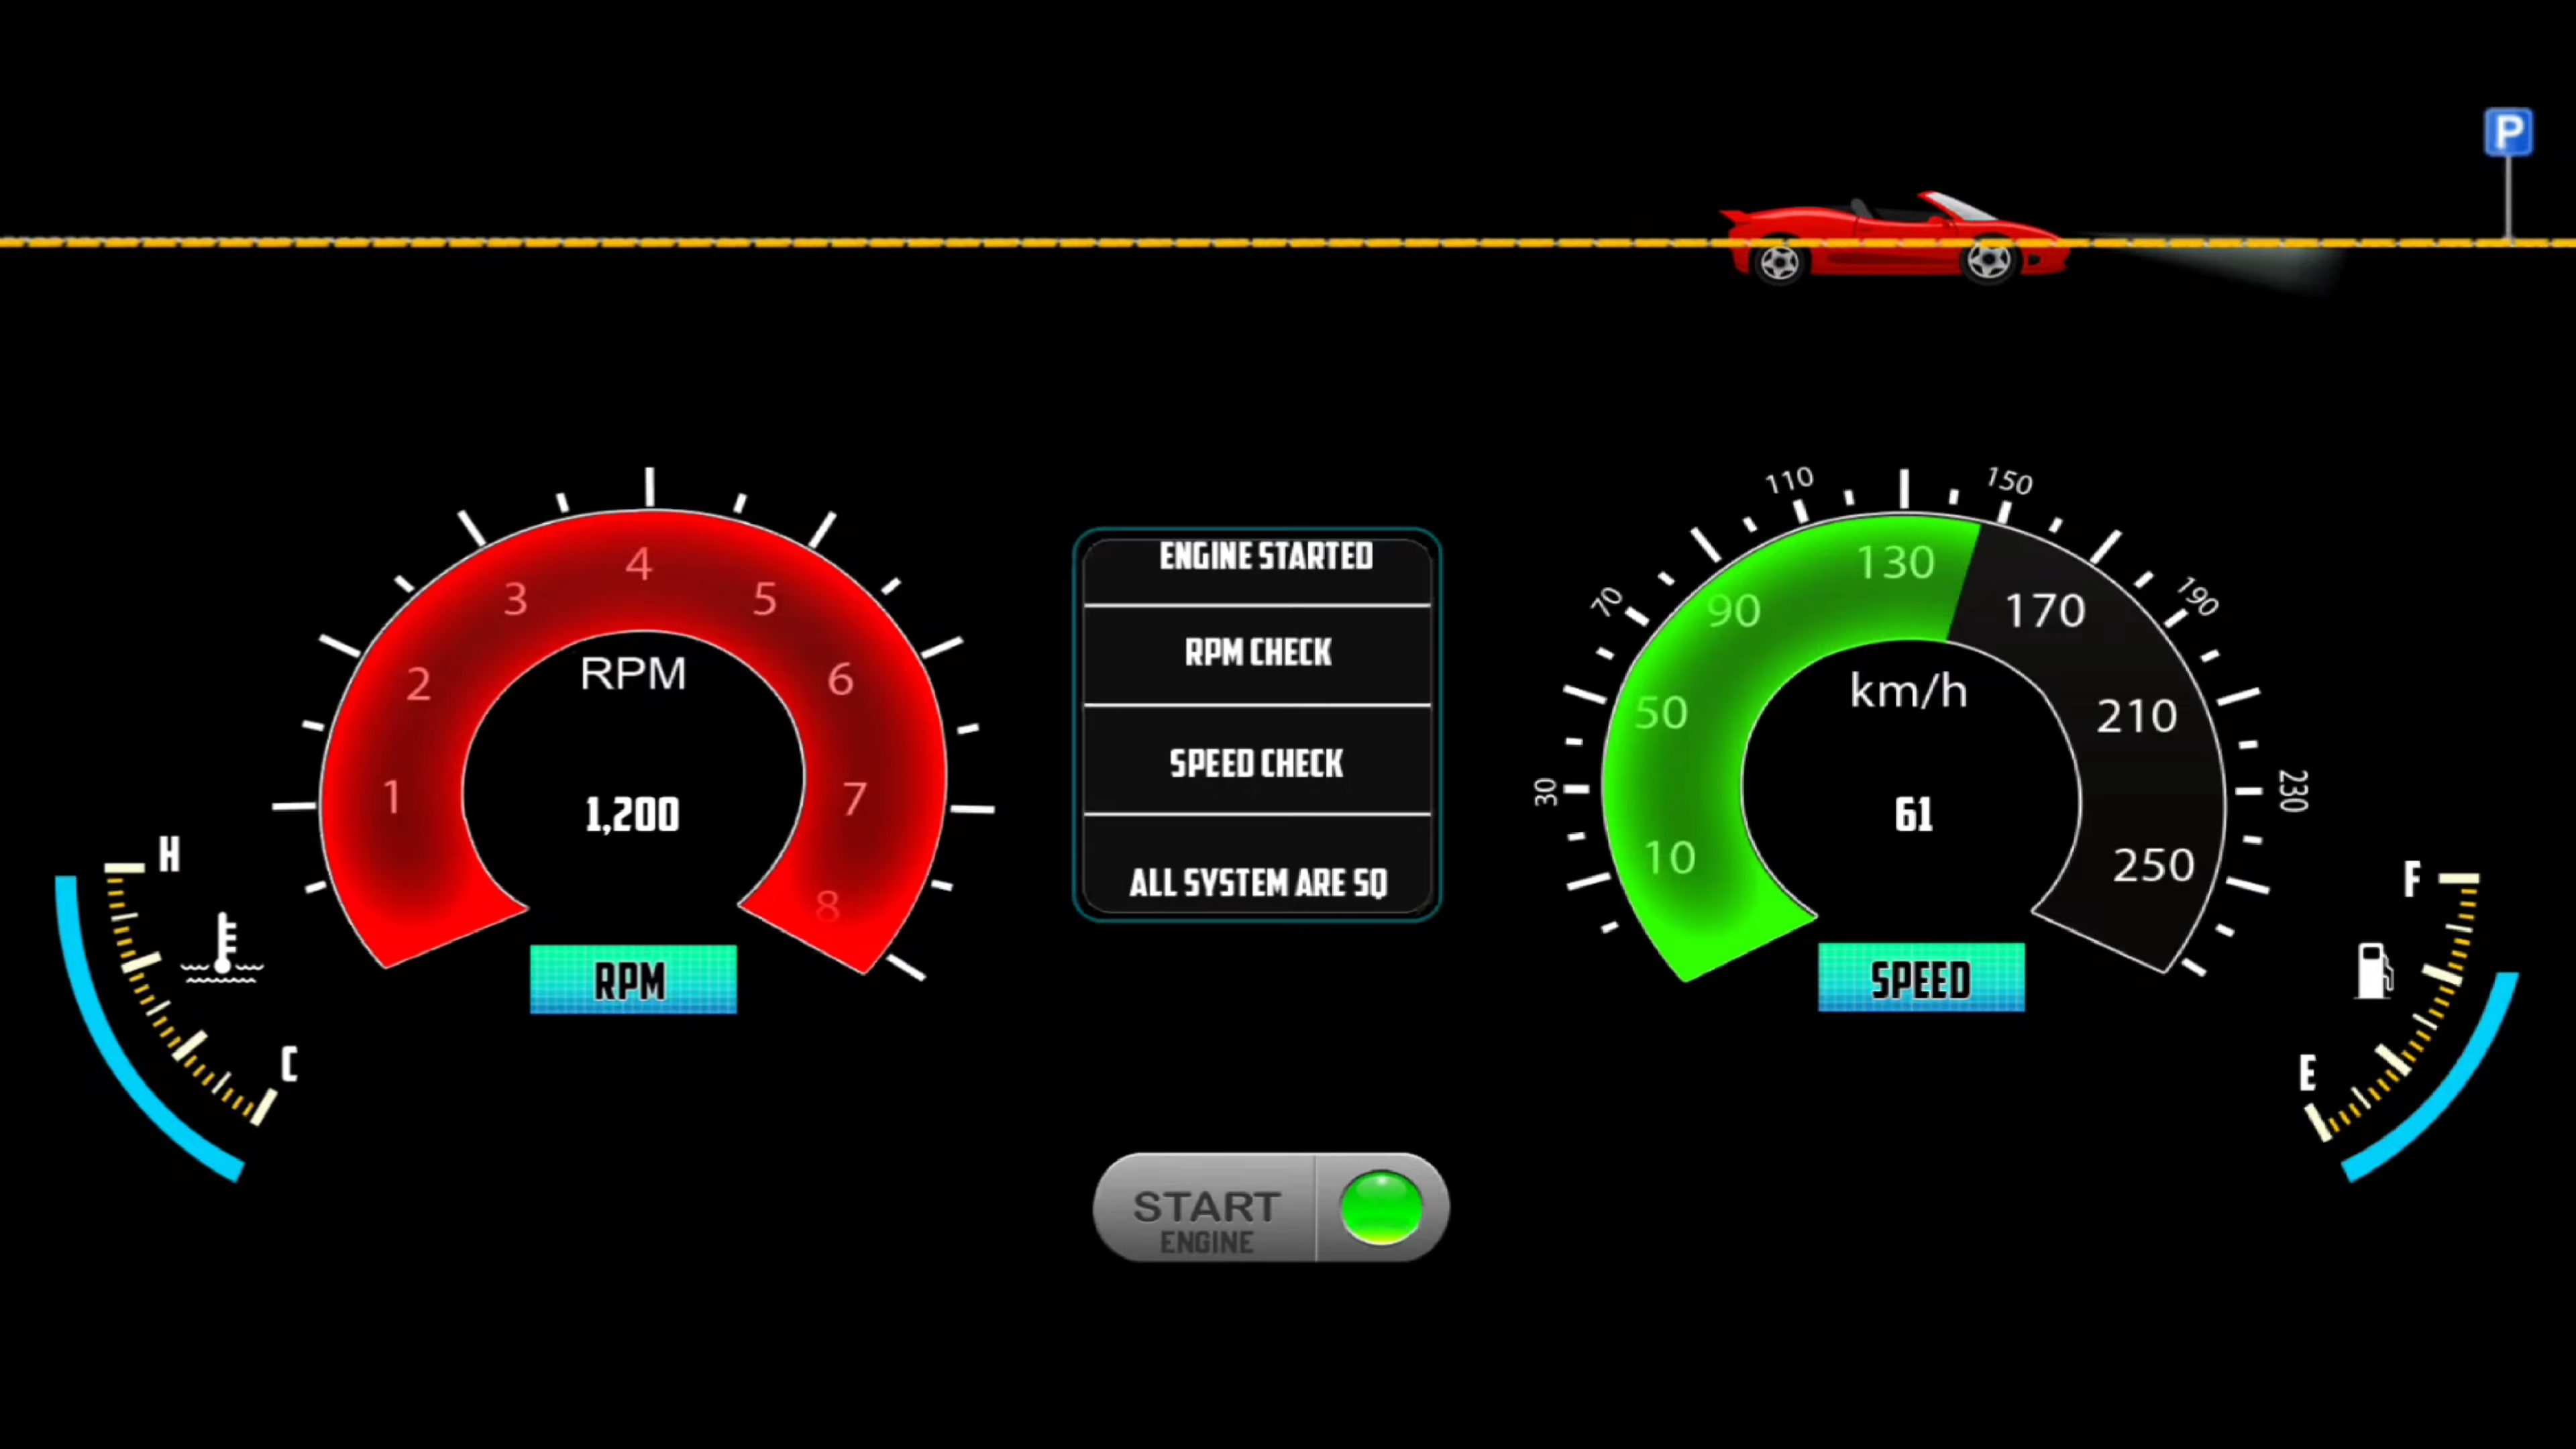 P
110
150
4
130
3
5
70
90
170
190
RPM
2
6
km/h
50
210
ENGINE STARTED
RPM CHECK
SPEED CHECK
ALL SYSTEM ARE SQ
1
7
1,200
30
61
230
H
10
250
F
8
RPM
SPEED
C
E
START
ENGINE